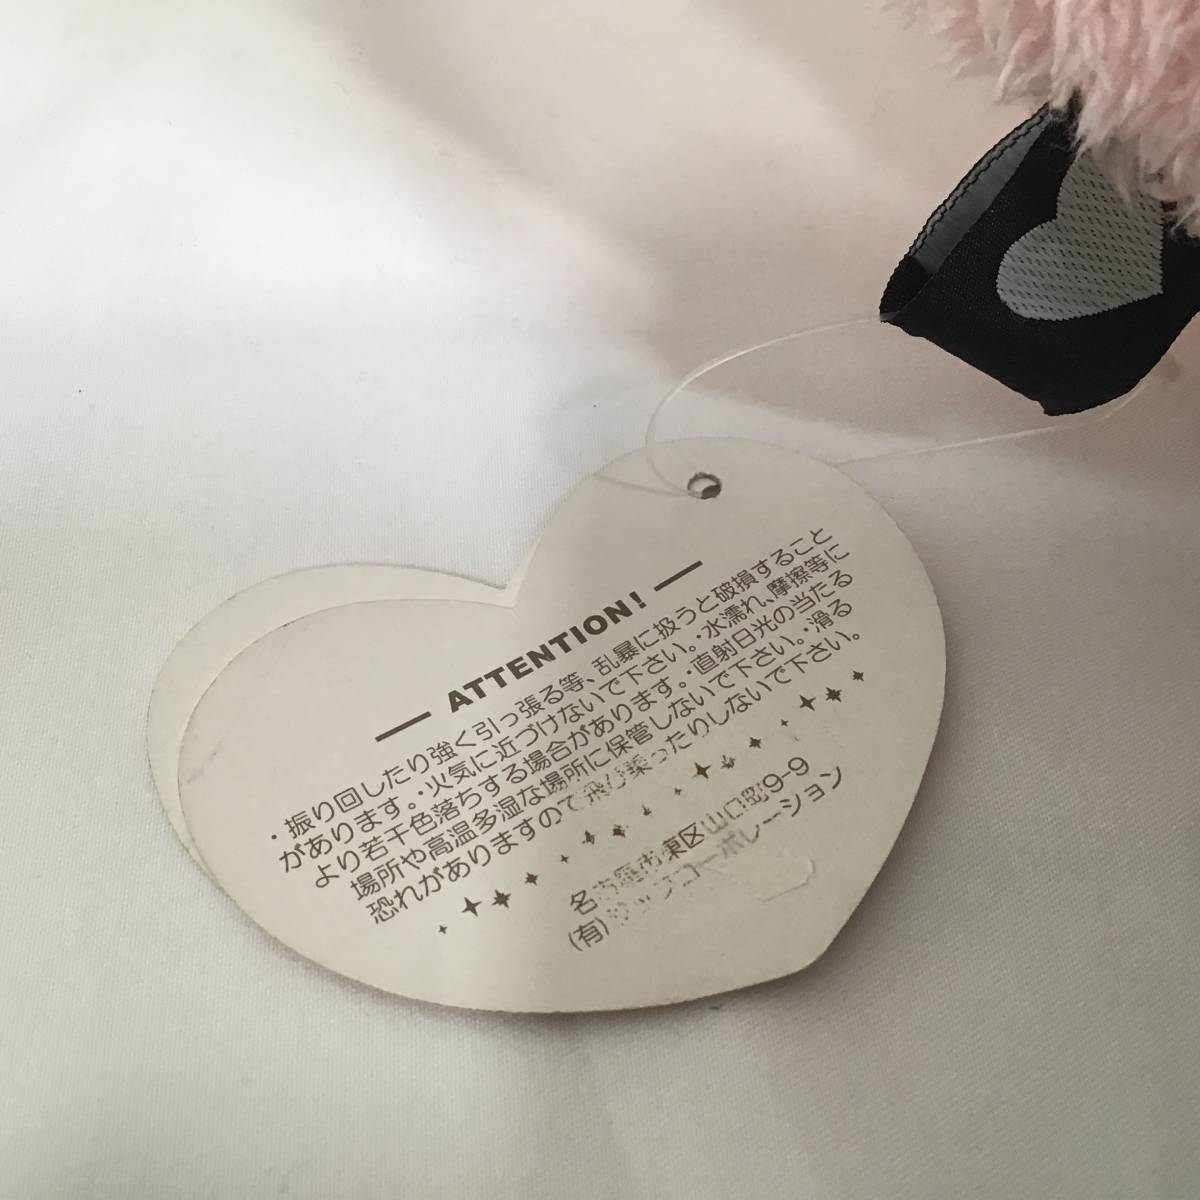 ATTENTION!
・振り回したり強く引っ張る等、乱暴に扱うと破損すること
があります。・火気に近づけないで下さい。・水濡れ、摩擦等に
より若干色落ちする場合があります。・直射日光の当たる
場所や高温多湿な場所に保管しないで下さい。・滑る
恐れがありますので飛び乗ったりしないで下さい。
名古屋市東区山口町9-9
(有) コーポレーション